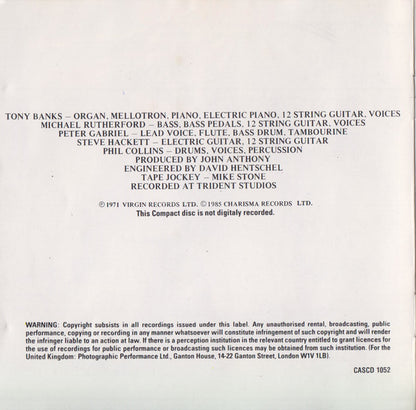 TONY BANKS – ORGAN, MELLOTRON, PIANO, ELECTRIC PIANO, 12 STRING GUITAR, VOICES
MICHAEL RUTHERFORD – BASS, BASS PEDALS, 12 STRING GUITAR, VOICES
PETER GABRIEL – LEAD VOICE, FLUTE, BASS DRUM, TAMBOURINE
STEVE HACKETT – ELECTRIC GUITAR, 12 STRING GUITAR
PHIL COLLINS – DRUMS, VOICES, PERCUSSION
PRODUCED BY JOHN ANTHONY
ENGINEERED BY DAVID HENTSCHEL
TAPE JOCKEY – MIKE STONE
RECORDED AT TRIDENT STUDIOS
℗ 1971 VIRGIN RECORDS LTD. © 1985 CHARISMA RECORDS LTD.
This Compact disc is not digitaly recorded.
WARNING: Copyright subsists in all recordings issued under this label. Any unauthorised rental, broadcasting, public
performance, copying or recording in any manner whatsoever will constitute infringement of such copyright and will render
the infringer liable to an action at law. If there is a perception institution in the relevant country entitled to grant licences for
the use of recordings for public performance or broadcasting such licences may be obtained from such institution. (For the
United Kingdom: Photographic Performance Ltd., Ganton House, 14-22 Ganton Street, London W1V 1LB).
CASCD 1052